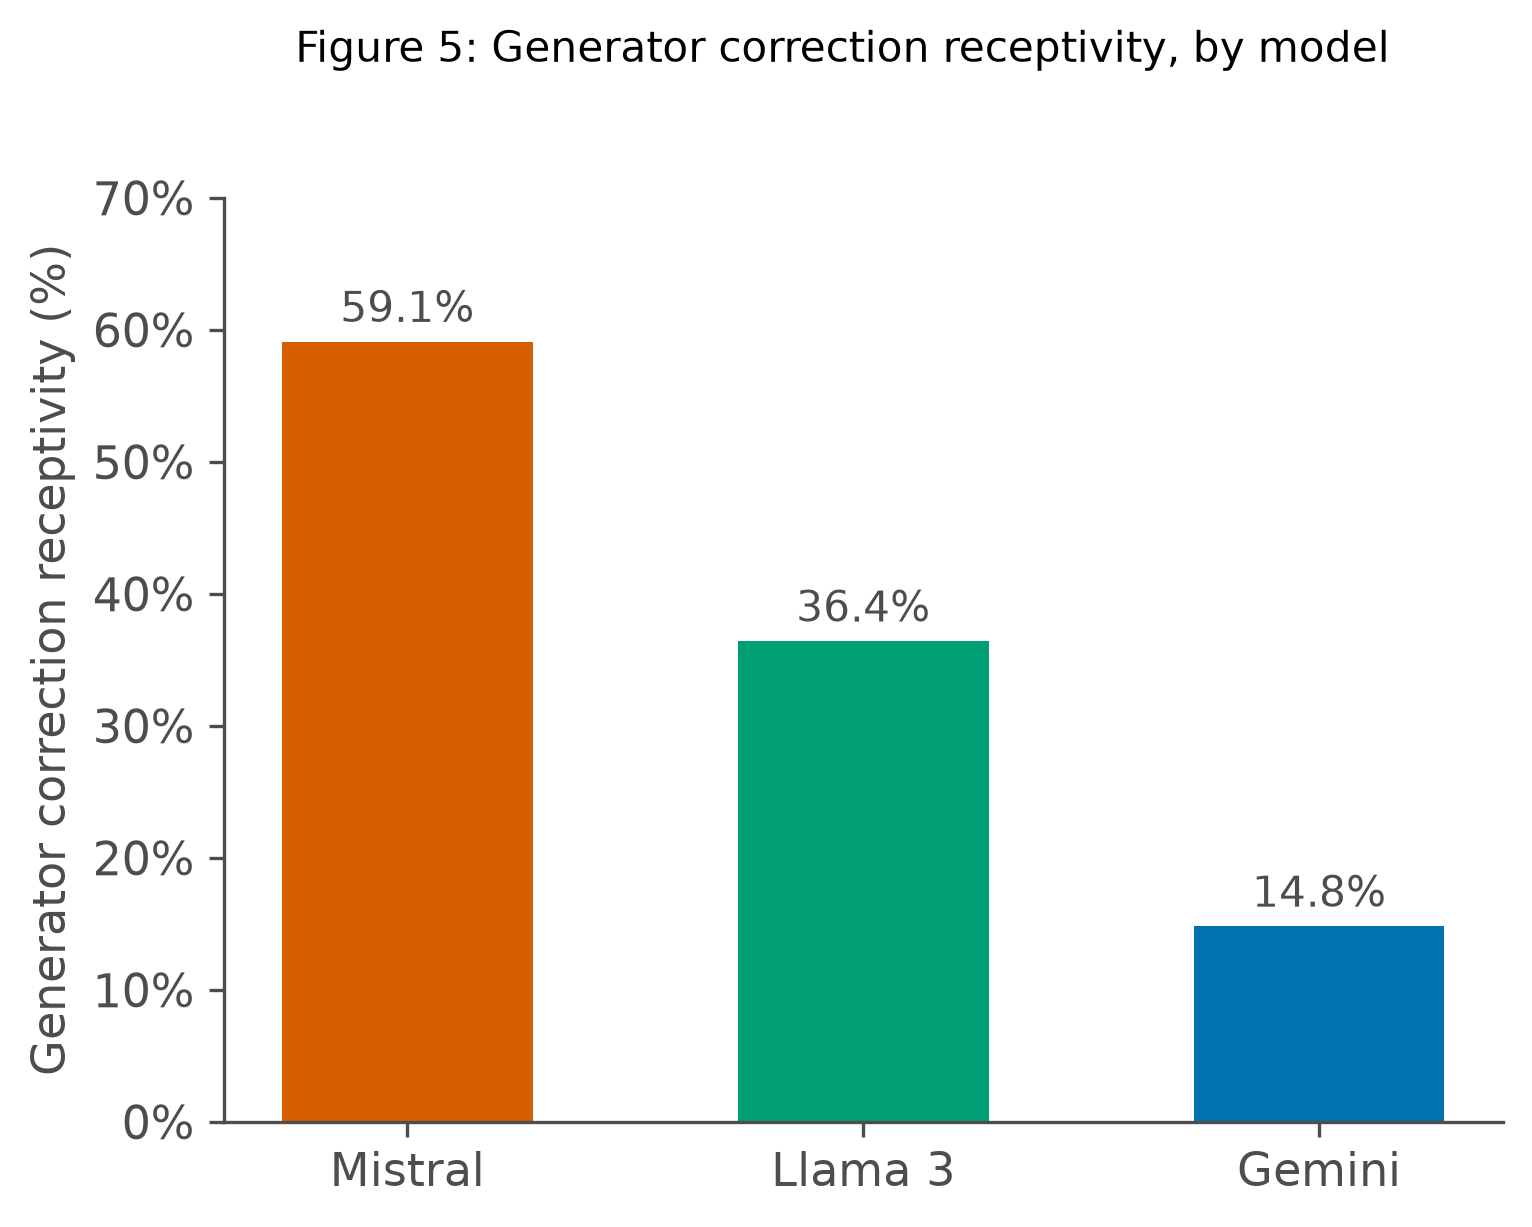 Figure 5: Generator correction receptivity, by model
Generator correction receptivity (%)
70%
60%
50%
40%
30%
20%
10%
0%
59.1%
36.4%
14.8%
Mistral
Llama 3
Gemini